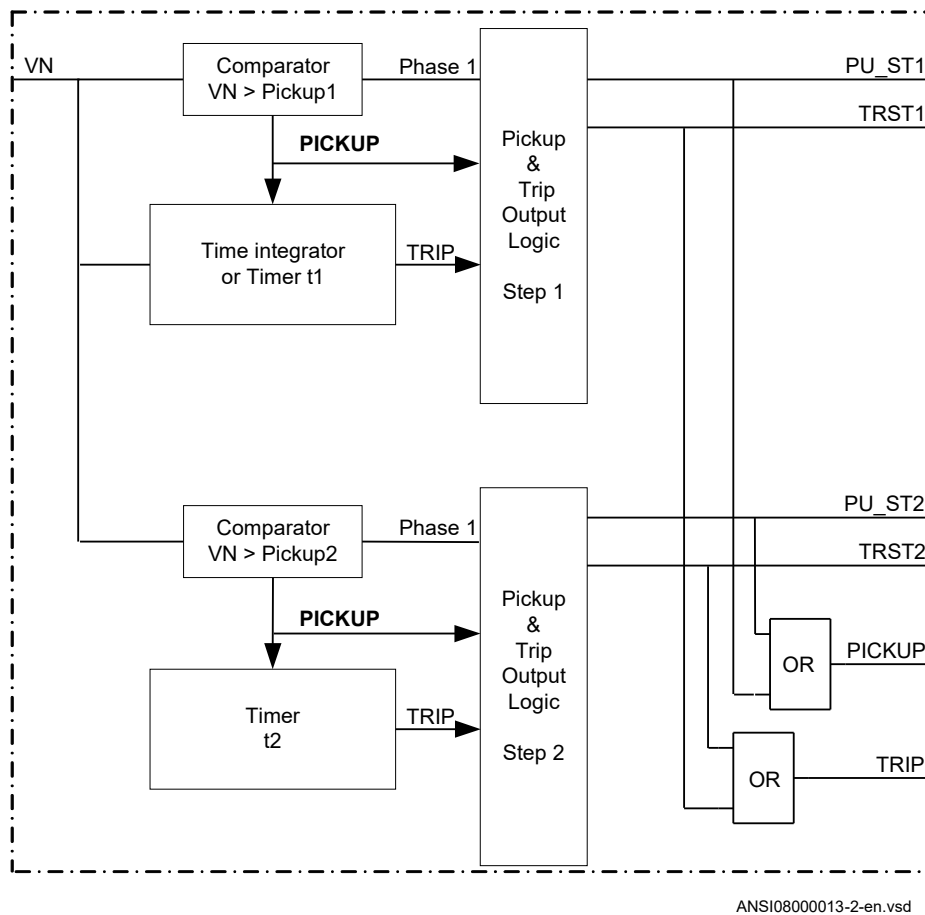 VN
Comparator
VN > Pickup1
Phase 1
PICKUP
Time integrator
or Timer t1
TRIP
Pickup
&
Trip
Output
Logic
Step 1
PU_ST1
TRST1
Comparator
VN > Pickup2
Phase 1
PICKUP
Timer
t2
TRIP
Pickup
&
Trip
Output
Logic
Step 2
PU_ST2
TRST2
OR
PICKUP
OR
TRIP
ANSI08000013-2-en.vsd